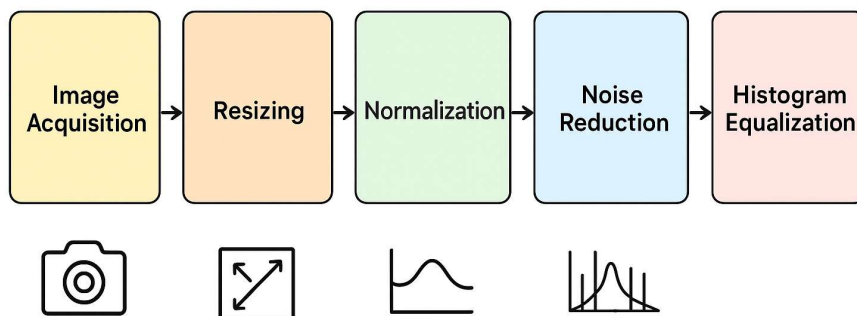 Image
Acquisition
Resizing
Normalization
Noise
Reduction
Histogram
Equalization